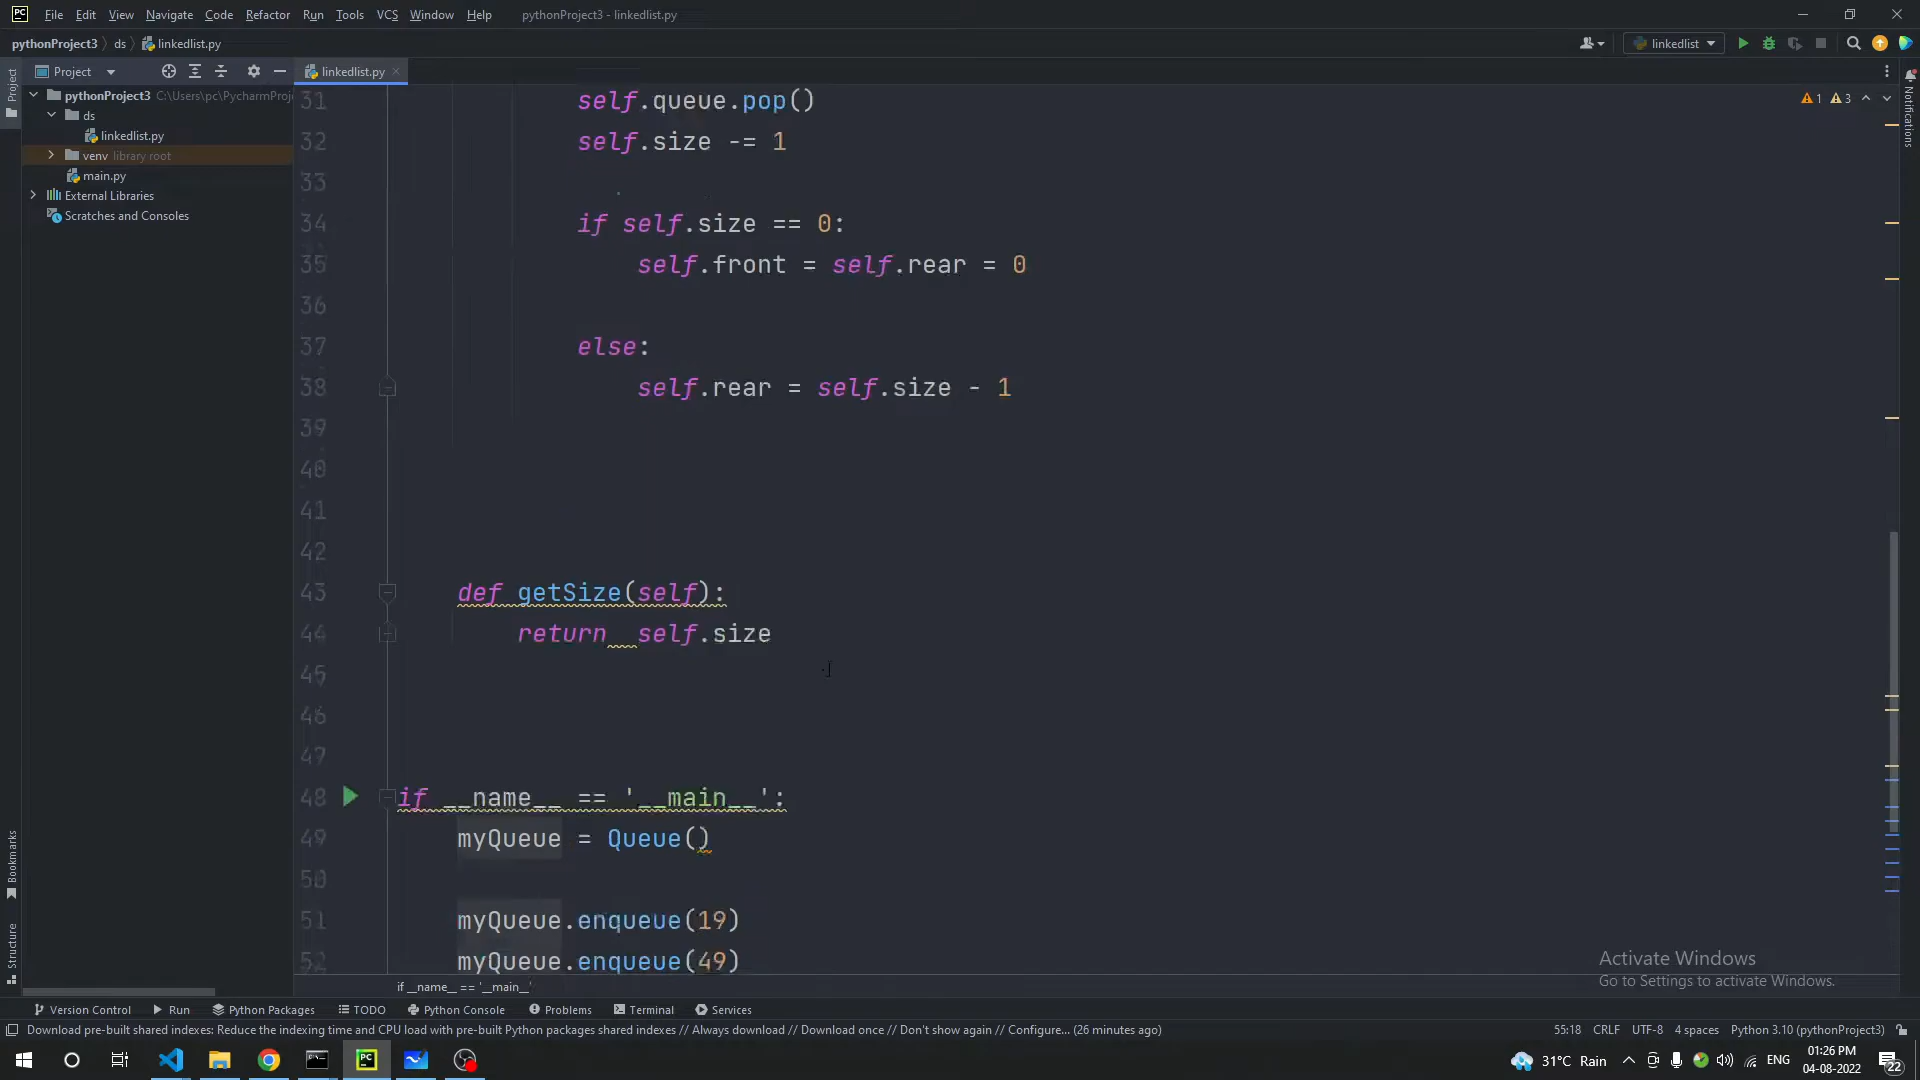 PC File Edit View Navigate Code Refactor Run Tools VCS Window Help pythonProject3 - linkedlist.py
pythonProject3 ds linkedlist.py linkedlist
Project linkedlist.py
Project
Notifications
pythonProject3 C:\Users\pc\PycharmProj
ds
linkedlist.py
venv library root
main.py
External Libraries
Scratches and Consoles
1 3
31 self.queue.pop()
32 self.size -= 1
33
34 if self.size == 0:
35 self.front = self.rear = 0
36
37 else:
38 self.rear = self.size - 1
39
40
41
42
43 def getSize(self):
44 return  self.size
45
46
47
48 if __name__ == '__main__':
49 myQueue = Queue()
50
51 myQueue.enqueue(19)
52 myQueue.enqueue(49)
Bookmarks
Structure
Activate Windows
Go to Settings to activate Windows.
if __name__ == '__main__'
Version Control Run Python Packages TODO Python Console Problems Terminal Services
Download pre-built shared indexes: Reduce the indexing time and CPU load with pre-built Python packages shared indexes // Always download // Download once // Don't show again // Configure... (26 minutes ago) 55:18 CRLF UTF-8 4 spaces Python 3.10 (pythonProject3)
PC 31°C Rain ENG 01:26 PM
04-08-2022 22